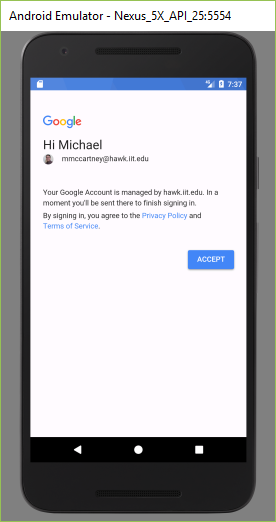 Android Emulator - Nexus_5X_API_25:5554
7:37
Google
Hi Michael
mmccartney@hawk.iit.edu
Your Google Account is managed by hawk.iit.edu. In a
moment you'll be sent there to finish signing in.
By signing in, you agree to the Privacy Policy and
Terms of Service.
ACCEPT